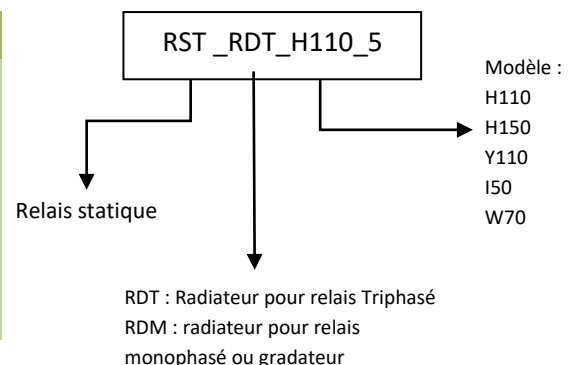 RST _RDT_H110_5
Modèle :
H110
H150
Y110
I50
W70
Relais statique
RDT : Radiateur pour relais Triphasé
RDM : radiateur pour relais
monophasé ou gradateur